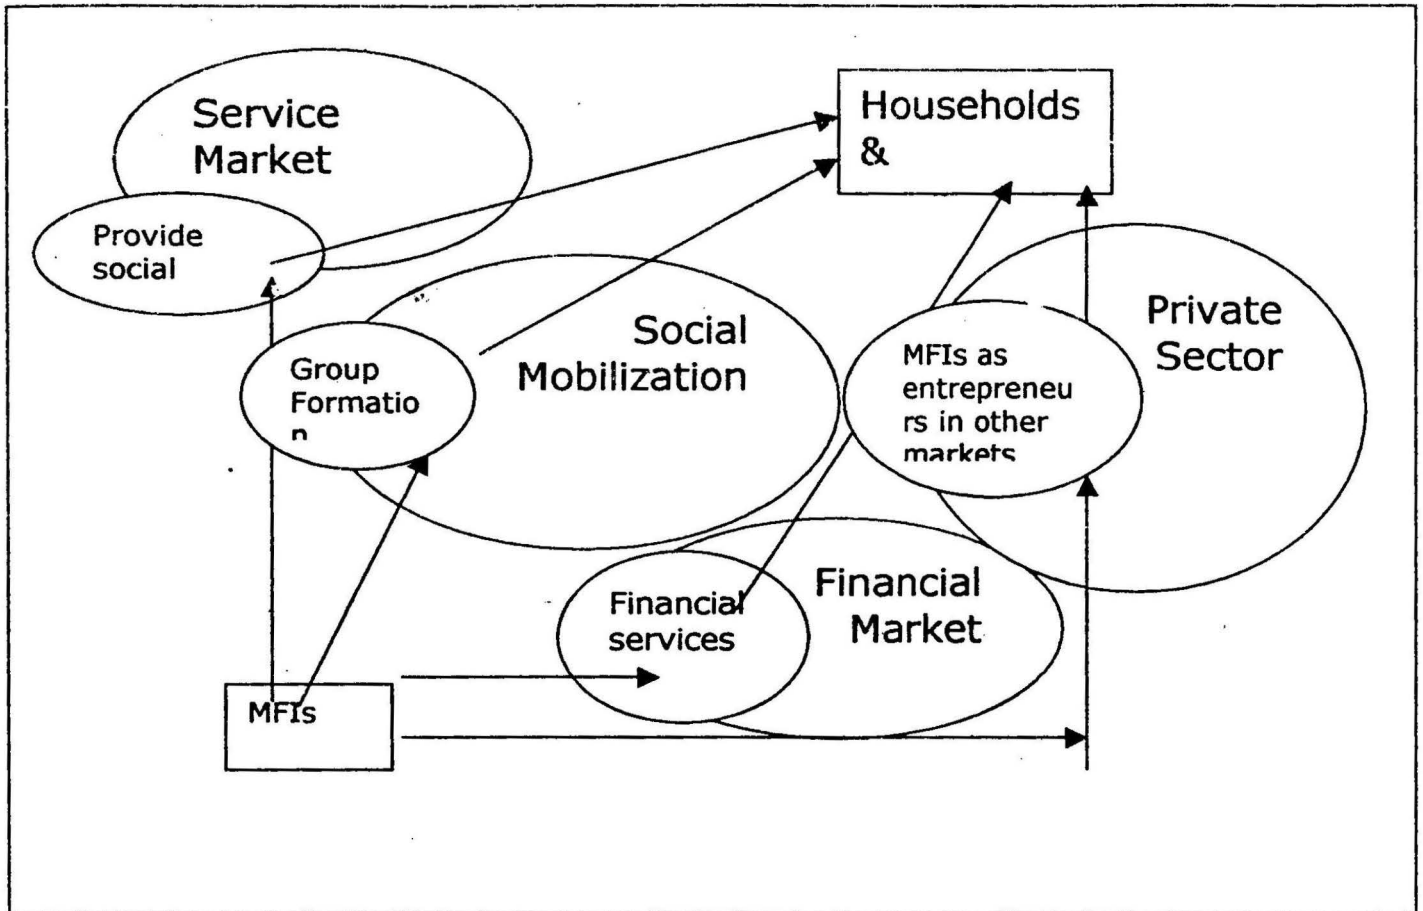 Service
Market
Households
&
Provide
social
Private
Sector
Social
Mobilization
Group
Formatio
n
MFIs as
entrepreneu
rs in other
markets
Financial
services
Financial
Market
MFIs